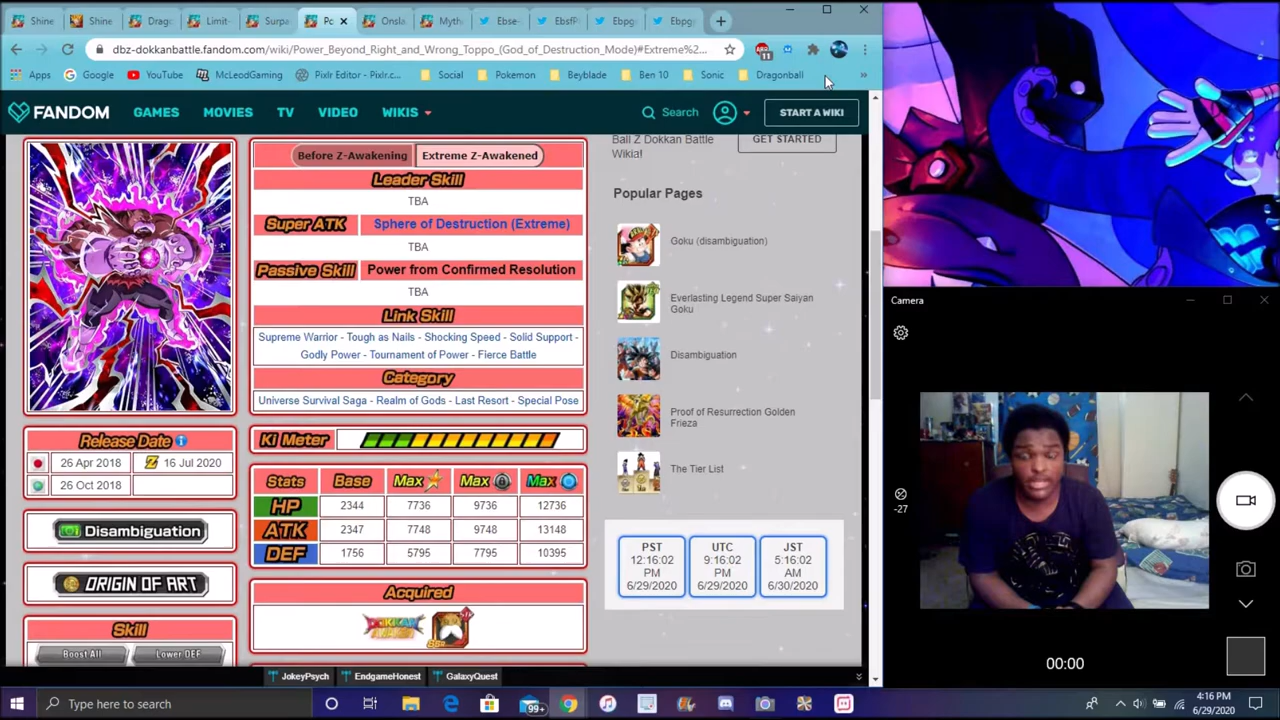 Shine
Shine
Drago
Limit-
Surpa
Po
Onsla
Myth
Ebse-
EbsfP
Ebpg
Ebpg
dbz-dokkanbattle.fandom.com/wiki/Power_Beyond_Right_and_Wrong_Toppo_(God_of_Destruction_Mode)#Extreme%2...
11
Apps
Google
YouTube
McLeodGaming
Pixlr Editor - Pixlr.c...
Social
Pokemon
Beyblade
Ben 10
Sonic
Dragonball
FANDOM
GAMES
MOVIES
TV
VIDEO
WIKIS
Search
START A WIKI
Ball Z Dokkan Battle
Wikia!
GET STARTED
Before Z-Awakening
Extreme Z-Awakened
Leader Skill
TBA
Super ATK
Sphere of Destruction (Extreme)
TBA
Passive Skill
Power from Confirmed Resolution
TBA
Link Skill
Supreme Warrior - Tough as Nails - Shocking Speed - Solid Support -
Godly Power - Tournament of Power - Fierce Battle
Category
Universe Survival Saga - Realm of Gods - Last Resort - Special Pose
Popular Pages
Goku (disambiguation)
Everlasting Legend Super Saiyan
Goku
Disambiguation
Proof of Resurrection Golden
Frieza
The Tier List
Release Date
26 Apr 2018
Z 16 Jul 2020
26 Oct 2018
Ki Meter
Stats Base Max Max Max
HP 2344 7736 9736 12736
ATK 2347 7748 9748 13148
DEF 1756 5795 7795 10395
Disambiguation
ORIGIN OF ART
Skill
Boost All
Lower DEF
Acquired
DOKKAN
PST
12:16:02
PM
6/29/2020
UTC
9:16:02
PM
6/29/2020
JST
5:16:02
AM
6/30/2020
JokeyPsych
EndgameHonest
GalaxyQuest
Camera
-27
00:00
Type here to search
99+
4:16 PM
6/29/2020